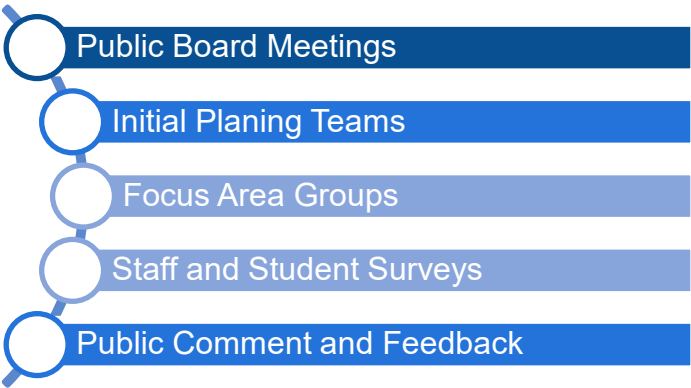 Public Board Meetings
Initial Planing Teams
Focus Area Groups
Staff and Student Surveys
Public Comment and Feedback